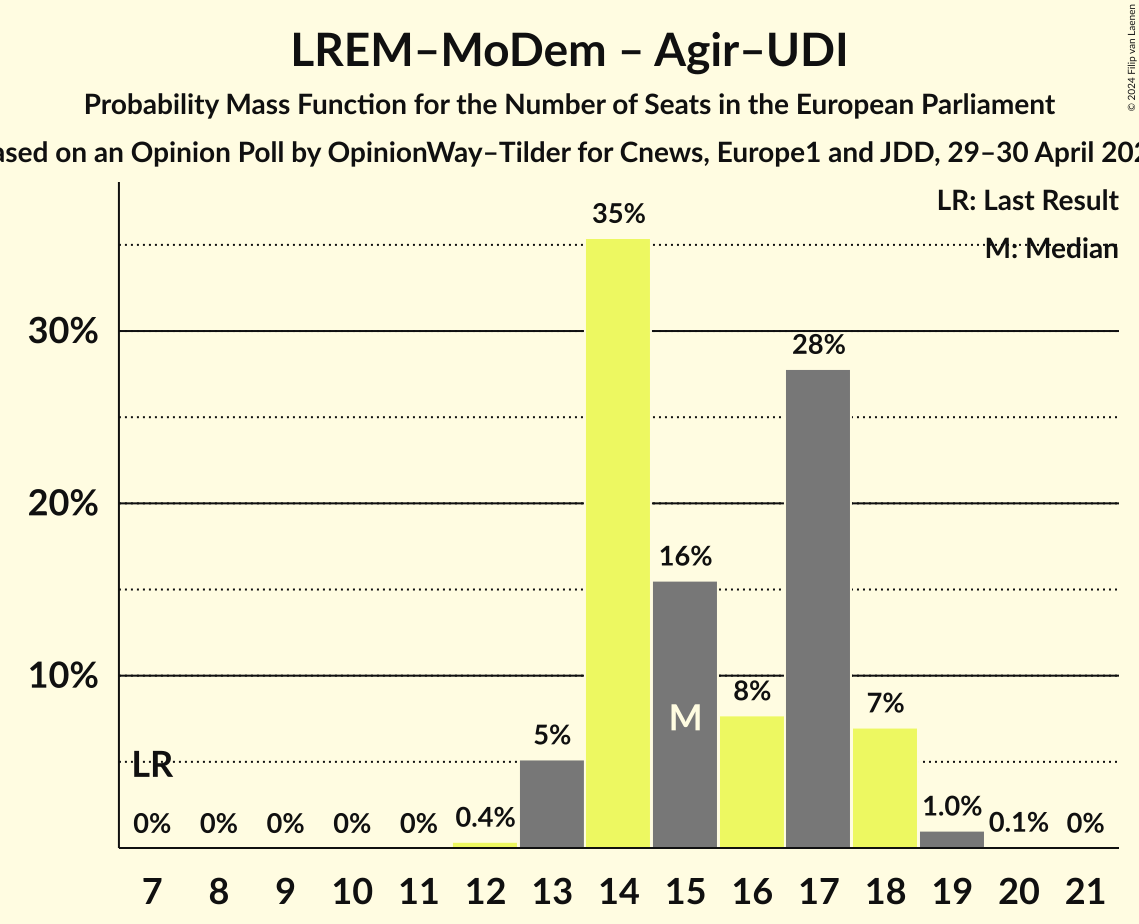 © 2024 Filip van Laenen
LREM–MoDem – Agir–UDI
Probability Mass Function for the Number of Seats in the European Parliament
ased on an Opinion Poll by OpinionWay–Tilder for Cnews, Europe1 and JDD, 29–30 April 202
LR: Last Result
M: Median
35%
30%
28%
20%
16%
10%
8%
7%
5%
M
LR
1.0%
0.4%
0.1%
0% 0% 0% 0% 0% 0%
7 8 9 10 11 12 13 14 15 16 17 18 19 20 21